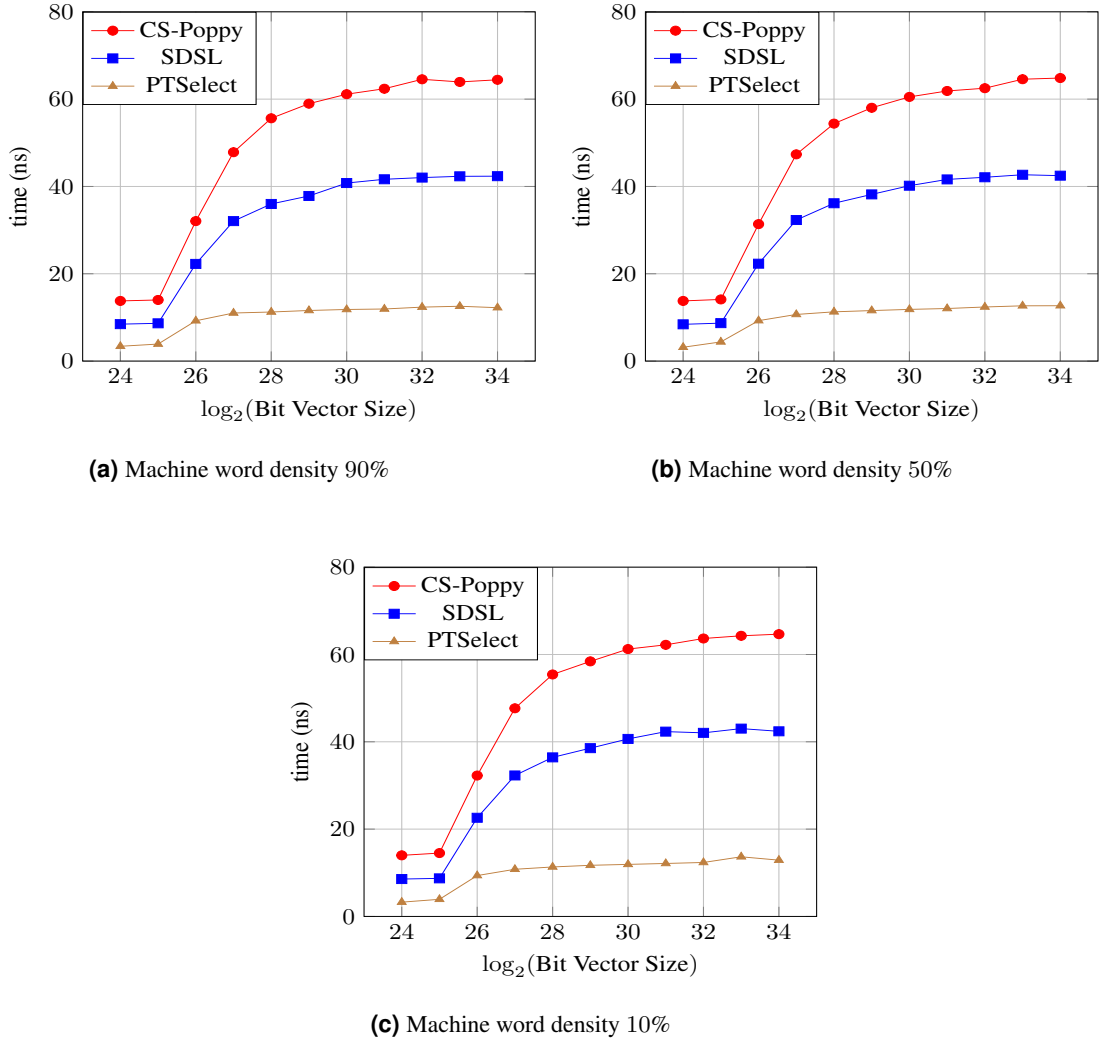 80
60
40
20
0
time (ns)
CS-Poppy
SDSL
PTSelect
24 26 28 30 32 34
log₂(Bit Vector Size)
(a) Machine word density 90%
80
60
40
20
0
time (ns)
CS-Poppy
SDSL
PTSelect
24 26 28 30 32 34
log₂(Bit Vector Size)
(b) Machine word density 50%
80
60
40
20
0
time (ns)
CS-Poppy
SDSL
PTSelect
24 26 28 30 32 34
log₂(Bit Vector Size)
(c) Machine word density 10%